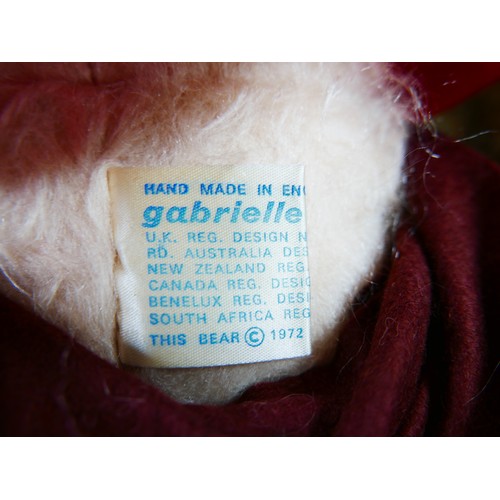 HAND MADE IN EN
gabrielle
U.K. REG. DESIGN N
RD. AUSTRALIA DES
NEW ZEALAND REG
CANADA REG. DESIG
BENELUX REG. DESI
SOUTH AFRICA REG
THIS BEAR © 1972